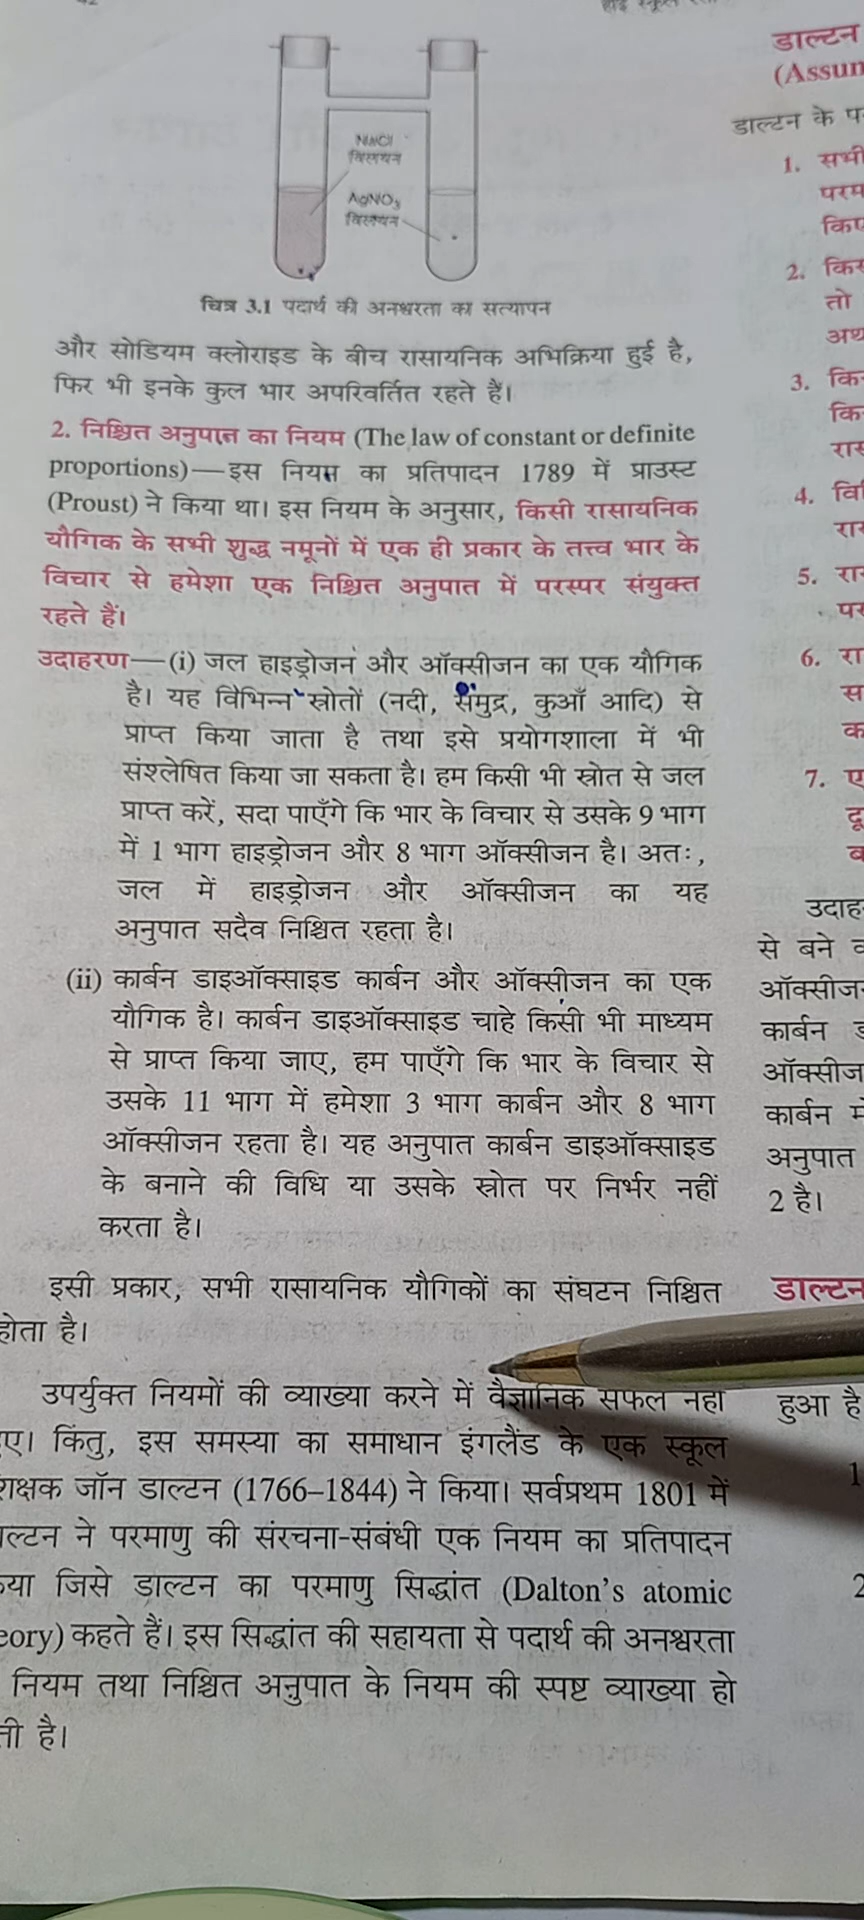 NaCl
विलयन
AgNO₃
विलयन
चित्र 3.1 पदार्थ की अनश्वरता का सत्यापन
और सोडियम क्लोराइड के बीच रासायनिक अभिक्रिया हुई है,
फिर भी इनके कुल भार अपरिवर्तित रहते हैं।
2. निश्चित अनुपात का नियम (The law of constant or definite
proportions)—इस नियम का प्रतिपादन 1789 में प्राउस्ट
(Proust) ने किया था। इस नियम के अनुसार, किसी रासायनिक
यौगिक के सभी शुद्ध नमूनों में एक ही प्रकार के तत्त्व भार के
विचार से हमेशा एक निश्चित अनुपात में परस्पर संयुक्त
रहते हैं।
उदाहरण—(i) जल हाइड्रोजन और ऑक्सीजन का एक यौगिक
है। यह विभिन्न स्रोतों (नदी, समुद्र, कुआँ आदि) से
प्राप्त किया जाता है तथा इसे प्रयोगशाला में भी
संश्लेषित किया जा सकता है। हम किसी भी स्रोत से जल
प्राप्त करें, सदा पाएँगे कि भार के विचार से उसके 9 भाग
में 1 भाग हाइड्रोजन और 8 भाग ऑक्सीजन है। अतः,
जल में हाइड्रोजन और ऑक्सीजन का यह
अनुपात सदैव निश्चित रहता है।
(ii) कार्बन डाइऑक्साइड कार्बन और ऑक्सीजन का एक
यौगिक है। कार्बन डाइऑक्साइड चाहे किसी भी माध्यम
से प्राप्त किया जाए, हम पाएँगे कि भार के विचार से
उसके 11 भाग में हमेशा 3 भाग कार्बन और 8 भाग
ऑक्सीजन रहता है। यह अनुपात कार्बन डाइऑक्साइड
के बनाने की विधि या उसके स्रोत पर निर्भर नहीं
करता है।
इसी प्रकार, सभी रासायनिक यौगिकों का संघटन निश्चित
होता है।
उपर्युक्त नियमों की व्याख्या करने में वैज्ञानिक सफल नहीं
ए। किंतु, इस समस्या का समाधान इंगलैंड के एक स्कूल
जॉन डाल्टन (1766–1844) ने किया। सर्वप्रथम 1801 में
ने परमाणु की संरचना-संबंधी एक नियम का प्रतिपादन
जिसे डाल्टन का परमाणु सिद्धांत (Dalton's atomic
eory) कहते हैं। इस सिद्धांत की सहायता से पदार्थ की अनश्वरता
नियम तथा निश्चित अनुपात के नियम की स्पष्ट व्याख्या हो
ती है।
डाल्टन
(Assum
डाल्टन के
1. सभी
परम
2.
तो
अथ
3.
4.
5.
6.
7.
उदाह
से बने
ऑक्सीज
कार्बन
ऑक्सीज
कार्बन
अनुपात
2 है।
डाल्टन
हुआ है
1
2